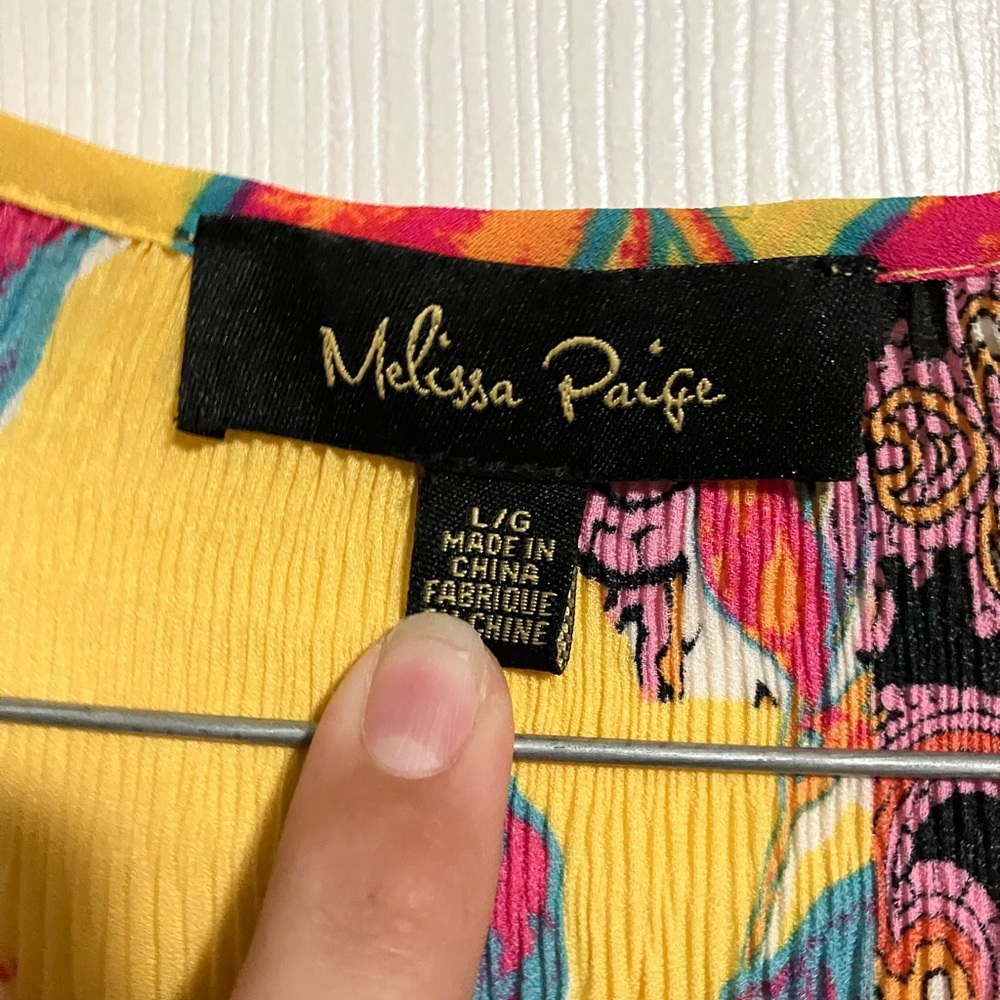 Melissa Paige
L/G
MADE IN
CHINA
FABRIQUE
CHINE